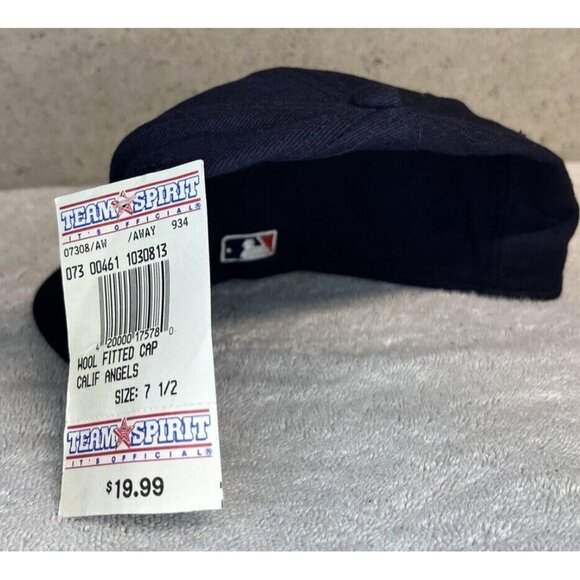 TEAM SPIRIT
IT'S OFFICIAL®
07308/AW /AWAY 934
073 00461 1030813
4 20000 17578 0
WOOL FITTED CAP
CALIF ANGELS
SIZE: 7 1/2
TEAM SPIRIT
IT'S OFFICIAL®
$19.99